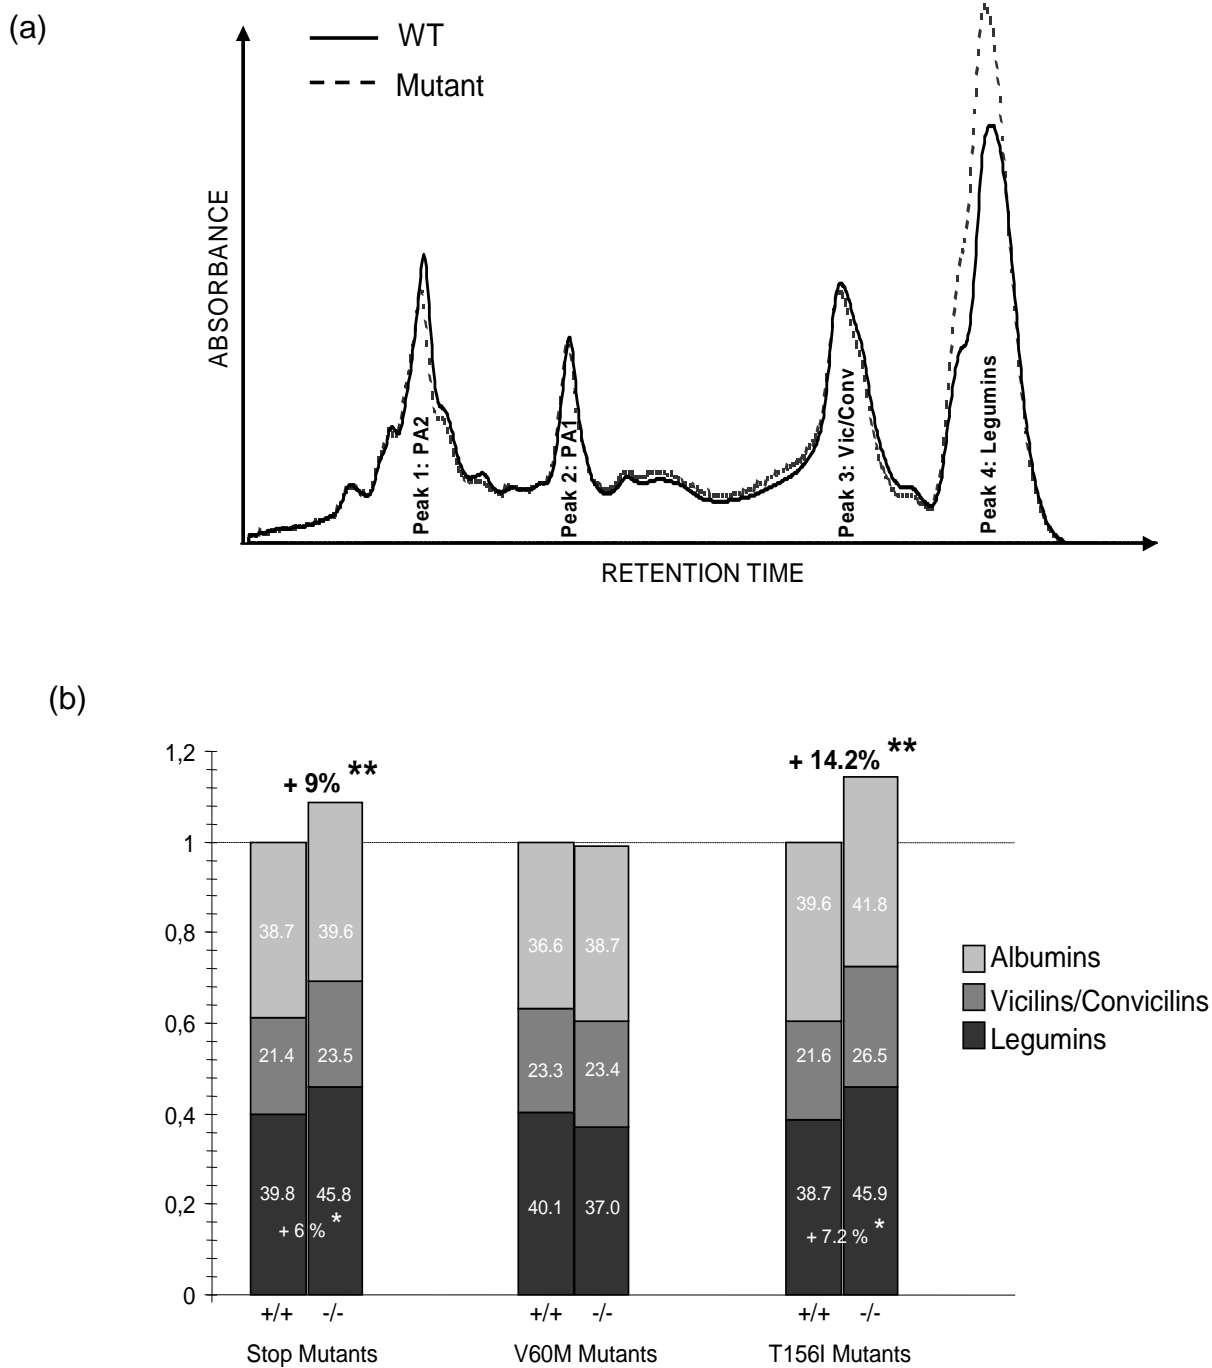 (a)
WT
Mutant
ABSORBANCE
Peak 1: PA2
Peak 2: PA1
Peak 3: Vic/Conv
Peak 4: Legumins
RETENTION TIME
(b)
1,2
1
0,8
0,6
0,4
0,2
0
+ 9% **
+ 14.2% **
38.7
39.6
36.6
38.7
39.6
41.8
21.4
23.5
23.3
23.4
21.6
26.5
39.8
45.8
40.1
37.0
38.7
45.9
+ 6 % *
+ 7.2 % *
Albumins
Vicilins/Convicilins
Legumins
+/+ -/- +/+ -/- +/+ -/-
Stop Mutants V60M Mutants T156I Mutants